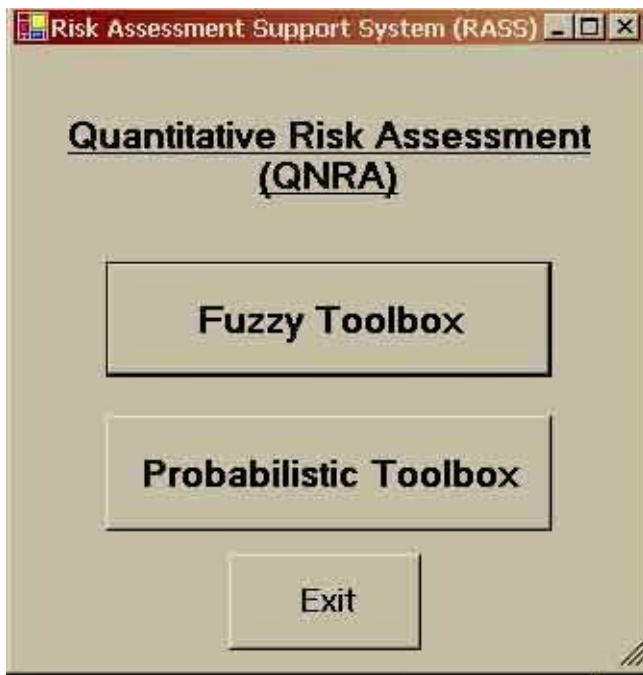 Risk Assessment Support System (RASS)
Quantitative Risk Assessment
(QNRA)
Fuzzy Toolbox
Probabilistic Toolbox
Exit